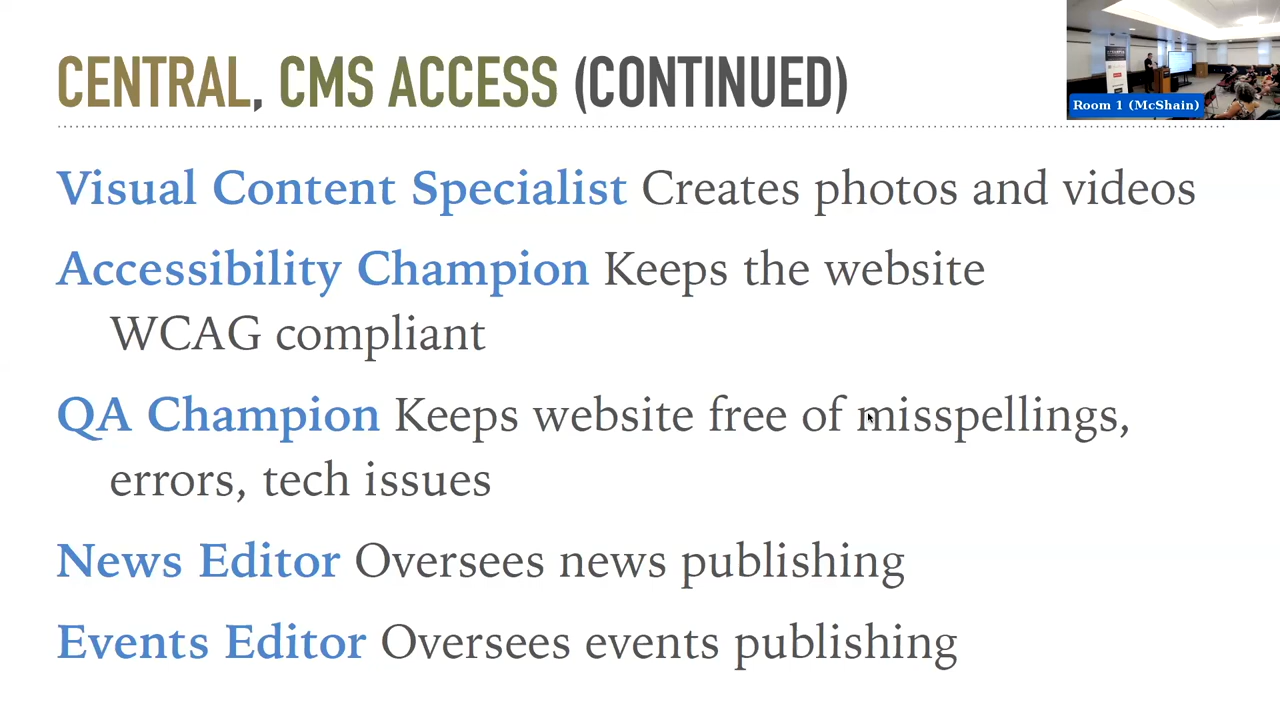 CENTRAL, CMS ACCESS (CONTINUED)
Room 1 (McShain)
Visual Content Specialist Creates photos and videos
Accessibility Champion Keeps the website
WCAG compliant
QA Champion Keeps website free of misspellings,
errors, tech issues
News Editor Oversees news publishing
Events Editor Oversees events publishing